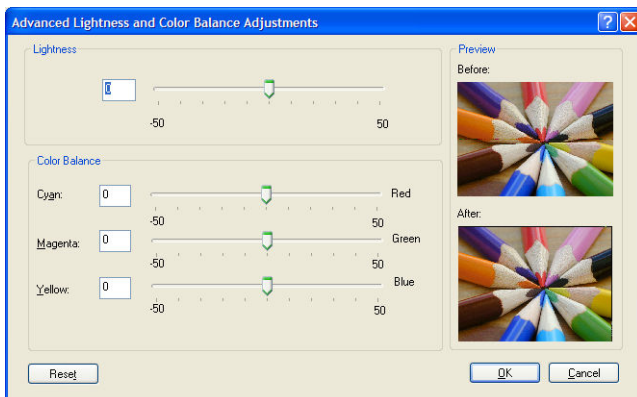 Advanced Lightness and Color Balance Adjustments
Lightness
0
-50 50
Color Balance
Cyan: 0 Red
-50 50
Magenta: 0 Green
-50 50
Yellow: 0 Blue
-50 50
Preview
Before:
After:
Reset
OK
Cancel